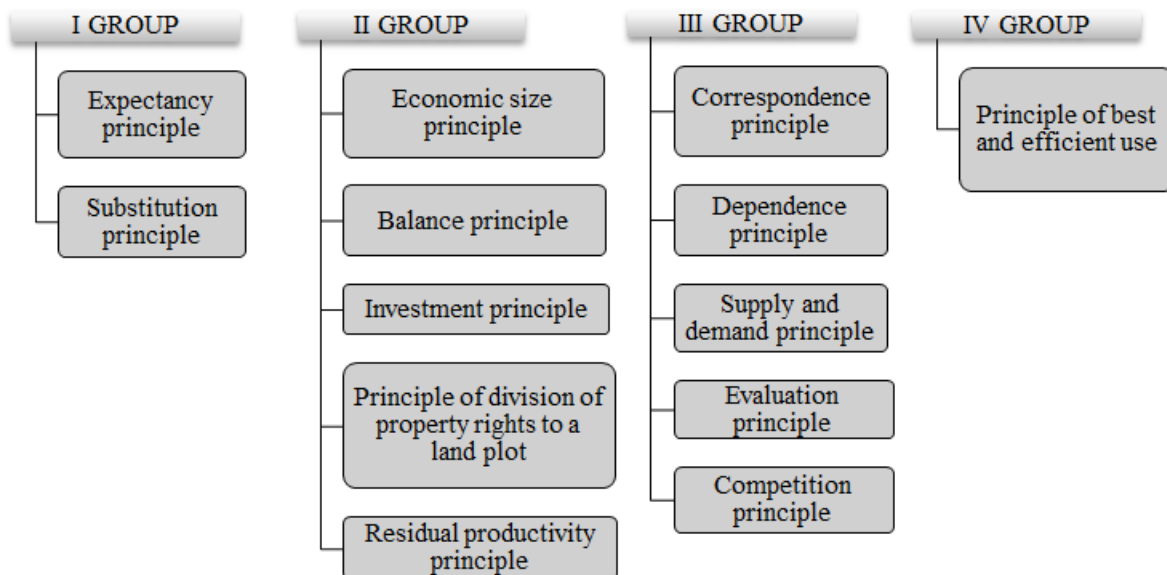 I GROUP
Expectancy
principle
Substitution
principle
II GROUP
Economic size
principle
Balance principle
Investment principle
Principle of division of
property rights to a
land plot
Residual productivity
principle
III GROUP
Correspondence
principle
Dependence
principle
Supply and
demand principle
Evaluation
principle
Competition
principle
IV GROUP
Principle of best
and efficient use